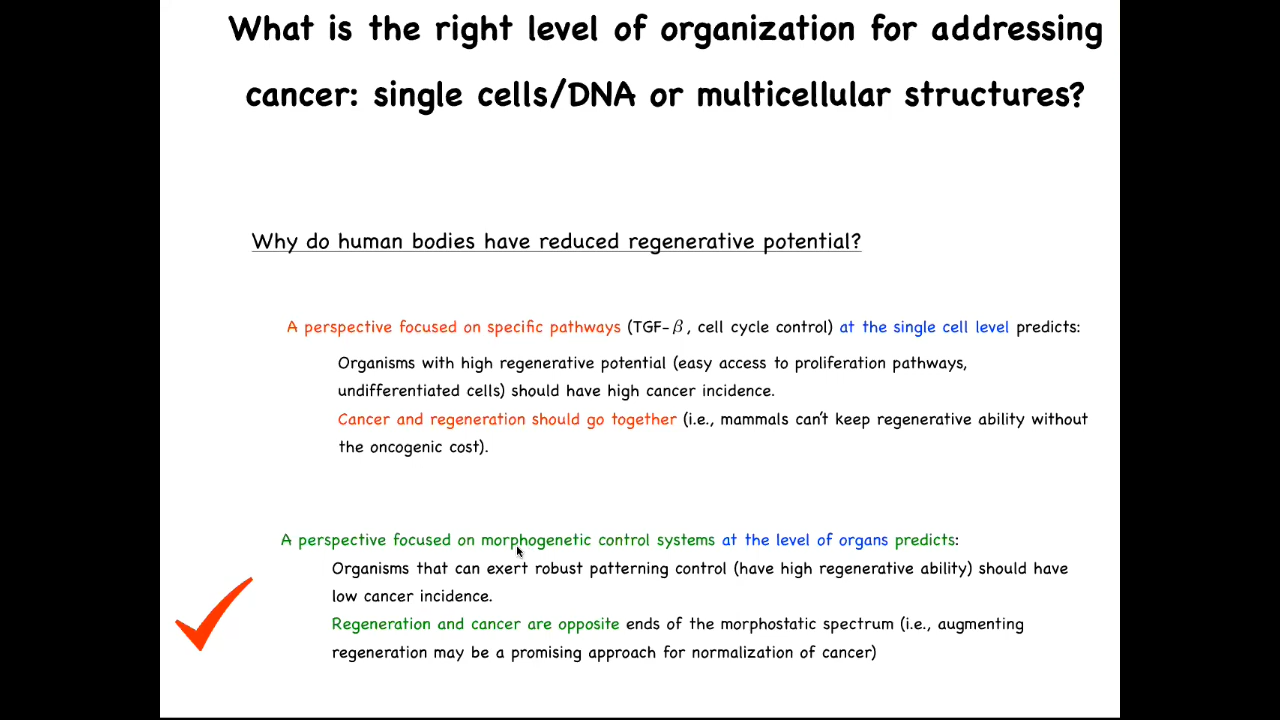 What is the right level of organization for addressing
cancer: single cells/DNA or multicellular structures?
Why do human bodies have reduced regenerative potential?
A perspective focused on specific pathways (TGF-β, cell cycle control) at the single cell level predicts:
Organisms with high regenerative potential (easy access to proliferation pathways,
undifferentiated cells) should have high cancer incidence.
Cancer and regeneration should go together (i.e., mammals can't keep regenerative ability without
the oncogenic cost).
A perspective focused on morphogenetic control systems at the level of organs predicts:
Organisms that can exert robust patterning control (have high regenerative ability) should have
low cancer incidence.
Regeneration and cancer are opposite ends of the morphostatic spectrum (i.e., augmenting
regeneration may be a promising approach for normalization of cancer)